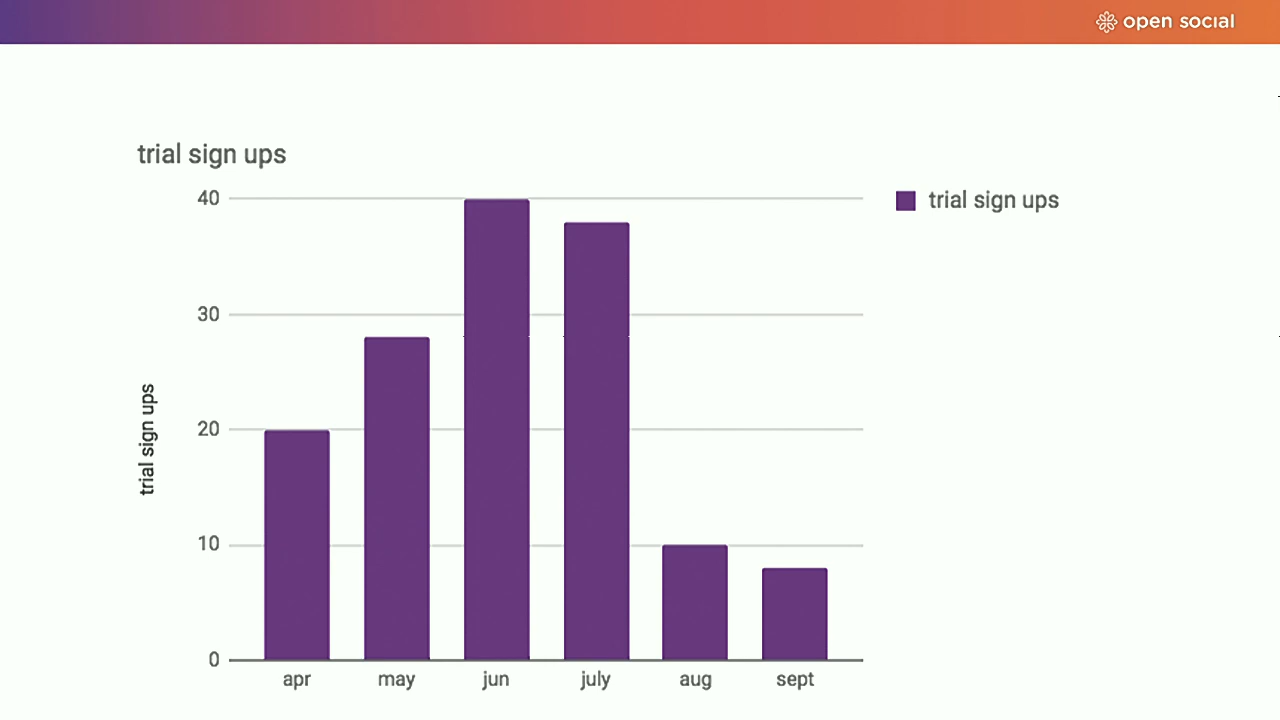 open social
trial sign ups
40
trial sign ups
30
20
trial sign ups
10
0
apr may jun july aug sept